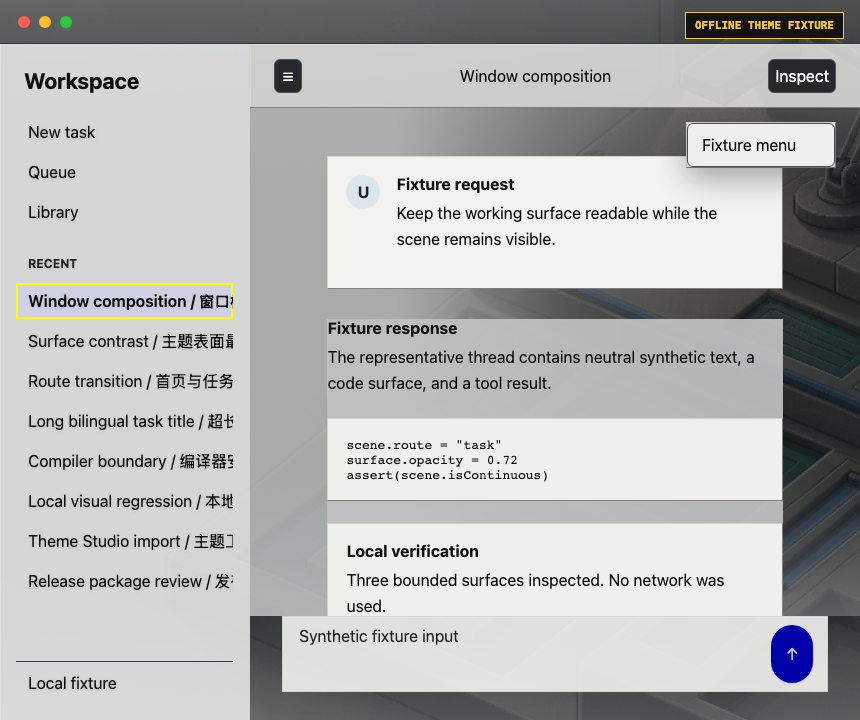 OFFLINE THEME FIXTURE
Workspace
New task
Queue
Library
RECENT
Window composition / 窗口
Surface contrast / 主题表面最
Route transition / 首页与任务
Long bilingual task title / 超长
Compiler boundary / 编译器安
Local visual regression / 本地
Theme Studio import / 主题工
Release package review / 发布
Local fixture
≡
Window composition
Inspect
Fixture menu
U
Fixture request
Keep the working surface readable while the
scene remains visible.
Fixture response
The representative thread contains neutral synthetic text, a
code surface, and a tool result.
scene.route = "task"
surface.opacity = 0.72
assert(scene.isContinuous)
Local verification
Three bounded surfaces inspected. No network was
used.
Synthetic fixture input
↑